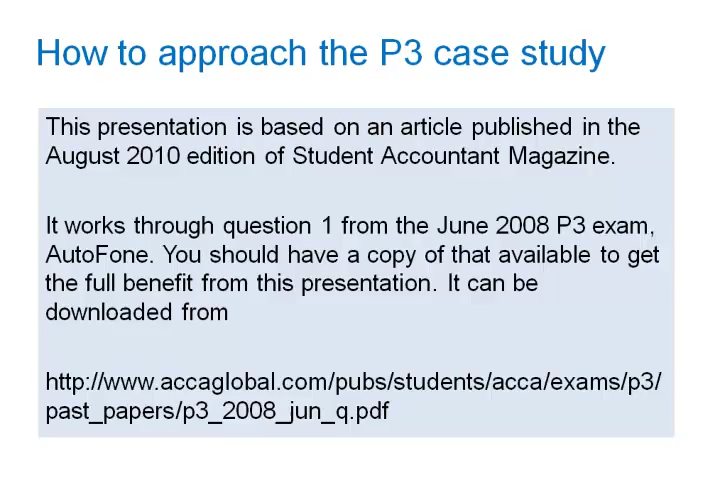 How to approach the P3 case study
This presentation is based on an article published in the
August 2010 edition of Student Accountant Magazine.
It works through question 1 from the June 2008 P3 exam,
AutoFone. You should have a copy of that available to get
the full benefit from this presentation. It can be
downloaded from
http://www.accaglobal.com/pubs/students/acca/exams/p3/
past_papers/p3_2008_jun_q.pdf